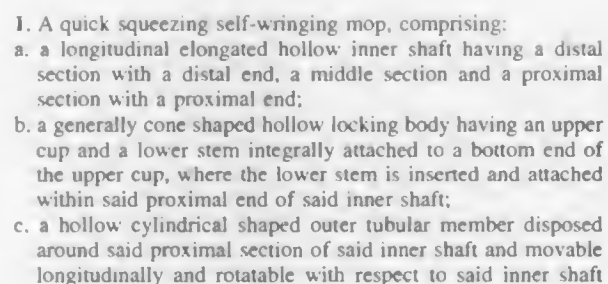 1. A quick squeezing self-wringing mop, comprising:
a. a longitudinal elongated hollow inner shaft having a distal
section with a distal end, a middle section and a proximal
section with a proximal end;
b. a generally cone shaped hollow locking body having an upper
cup and a lower stem integrally attached to a bottom end of
the upper cup, where the lower stem is inserted and attached
within said proximal end of said inner shaft;
c. a hollow cylindrical shaped outer tubular member disposed
around said proximal section of said inner shaft and movable
longitudinally and rotatable with respect to said inner shaft